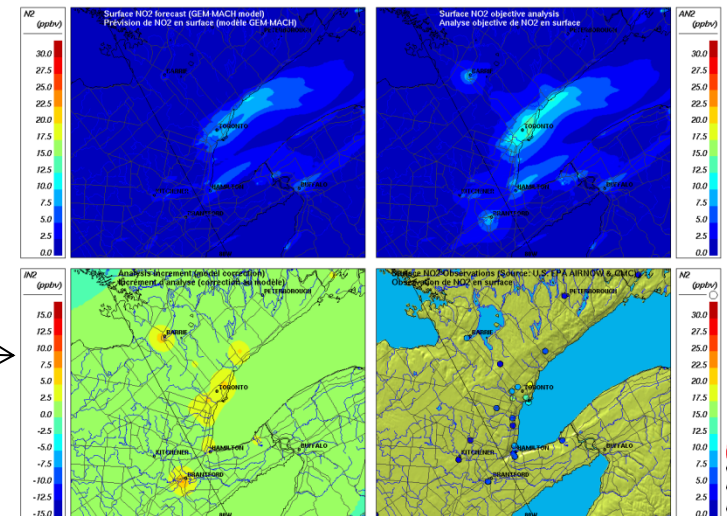 N2
(ppbv)
30.0
27.5
25.0
22.5
20.0
17.5
15.0
12.5
10.0
7.5
5.0
2.5
0.0
Surface NO2 forecast (GEM-MACH model)
Prévision de NO2 en surface (modèle GEM-MACH)
TORONTO
HAMILTON
BUFFALO
BRANTFORD
Surface NO2 objective analysis
Analyse objective de NO2 en surface
BARRIE
TORONTO
HAMILTON
BUFFALO
BRANTFORD
AN2
(ppbv)
30.0
27.5
25.0
22.5
20.0
17.5
15.0
12.5
10.0
7.5
5.0
2.5
0.0
IN2
(ppbv)
15.0
12.5
10.0
7.5
5.0
2.5
0.0
-2.5
-5.0
-7.5
-10.0
-12.5
-15.0
Analysis increment (model correction)
Incrément d'analyse (correction au modèle)
PETERBOROUGH
BARRIE
TORONTO
KITCHENER
HAMILTON
BUFFALO
BRANTFORD
Surface NO2 Observations (Source: U.S. EPA AIRNOW & CMC)
Observation de NO2 en surface
PETERBOROUGH
BARRIE
TORONTO
KITCHENER
HAMILTON
BUFFALO
BRANTFORD
N2
(ppbv)
30.0
27.5
25.0
22.5
20.0
17.5
15.0
12.5
10.0
7.5
5.0
2.5
0.0